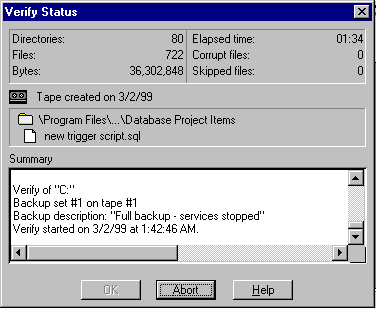 Verify Status
Directories: 80 Elapsed time: 01:34
Files: 722 Corrupt files: 0
Bytes: 36,302,848 Skipped files: 0
Tape created on 3/2/99
\Program Files\...\Database Project Items
new trigger script.sql
Summary
Verify of "C:"
Backup set #1 on tape #1
Backup description: "Full backup - services stopped"
Verify started on 3/2/99 at 1:42:46 AM.
OK Abort Help